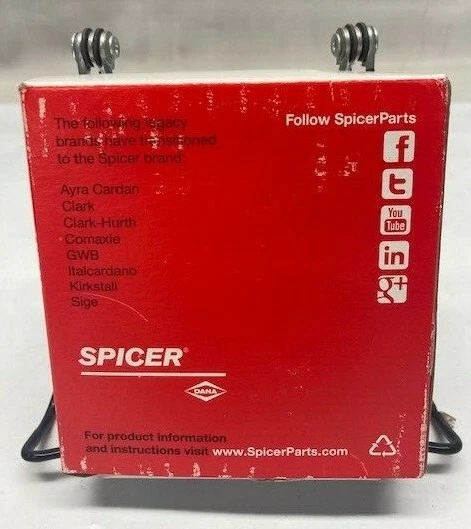 The following legacy
brands have transitioned
to the Spicer brand:
Ayra Cardan
Clark
Clark-Hurth
Comaxle
GWB
Italcardano
Kirkstall
Sige
Follow SpicerParts
f
t
You
Tube
in
g+
SPICER®
DANA
For product information
and instructions visit www.SpicerParts.com